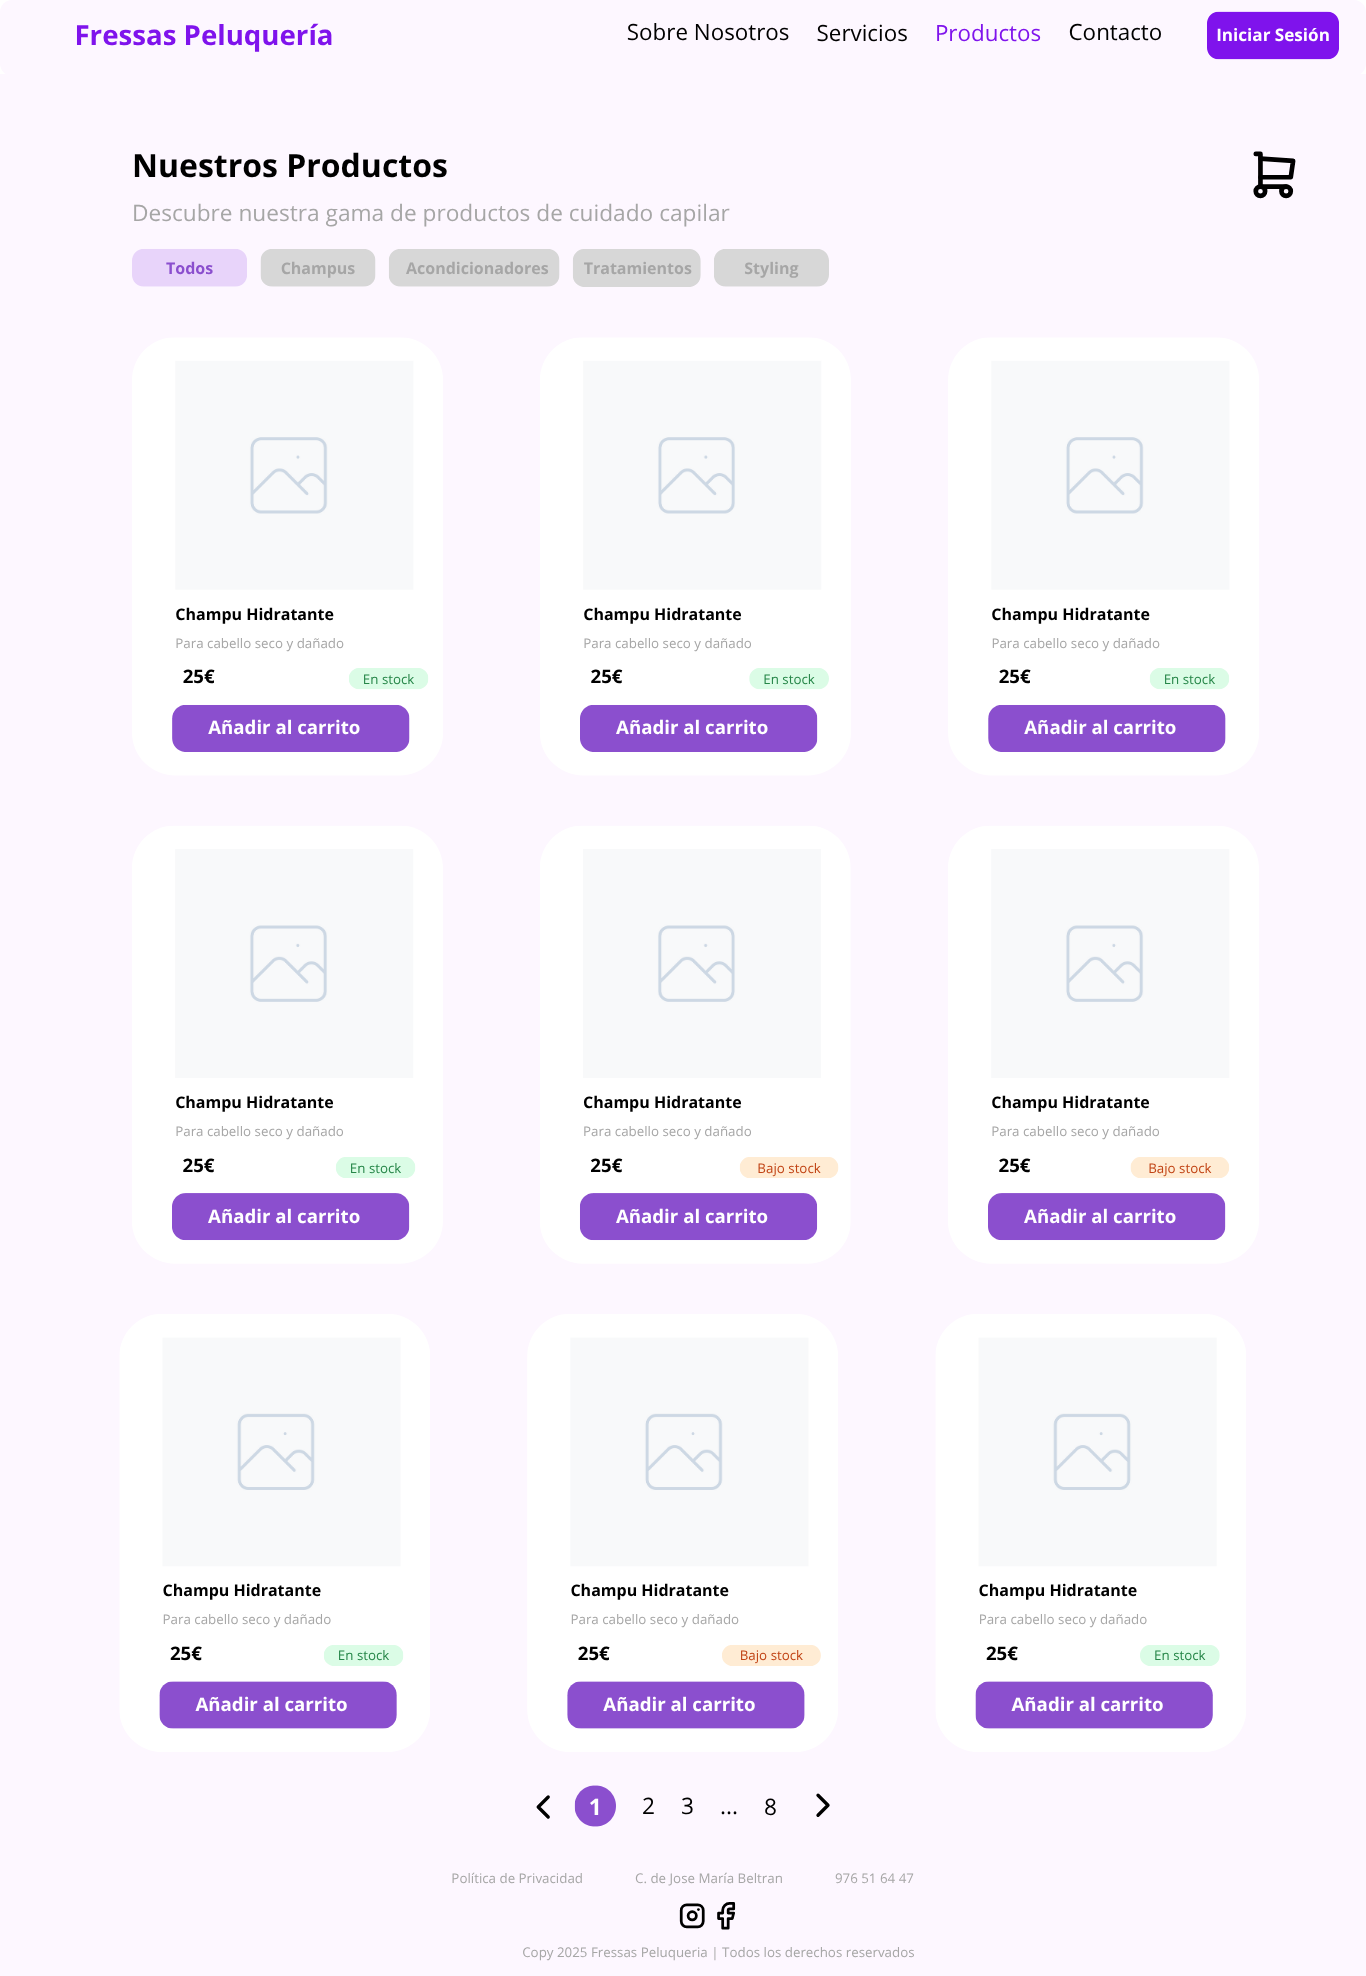 Fressas Peluquería
Sobre Nosotros Servicios Productos Contacto Iniciar Sesión
Nuestros Productos
Descubre nuestra gama de productos de cuidado capilar
Todos Champus Acondicionadores Tratamientos Styling
Champu Hidratante Champu Hidratante Champu Hidratante
Para cabello seco y dañado Para cabello seco y dañado Para cabello seco y dañado
25€ En stock 25€ En stock 25€ En stock
Añadir al carrito Añadir al carrito Añadir al carrito
Champu Hidratante Champu Hidratante Champu Hidratante
Para cabello seco y dañado Para cabello seco y dañado Para cabello seco y dañado
25€ En stock 25€ Bajo stock 25€ Bajo stock
Añadir al carrito Añadir al carrito Añadir al carrito
Champu Hidratante Champu Hidratante Champu Hidratante
Para cabello seco y dañado Para cabello seco y dañado Para cabello seco y dañado
25€ En stock 25€ Bajo stock 25€ En stock
Añadir al carrito Añadir al carrito Añadir al carrito
1 2 3 ... 8
Política de Privacidad C. de Jose María Beltran 976 51 64 47
Copy 2025 Fressas Peluqueria | Todos los derechos reservados